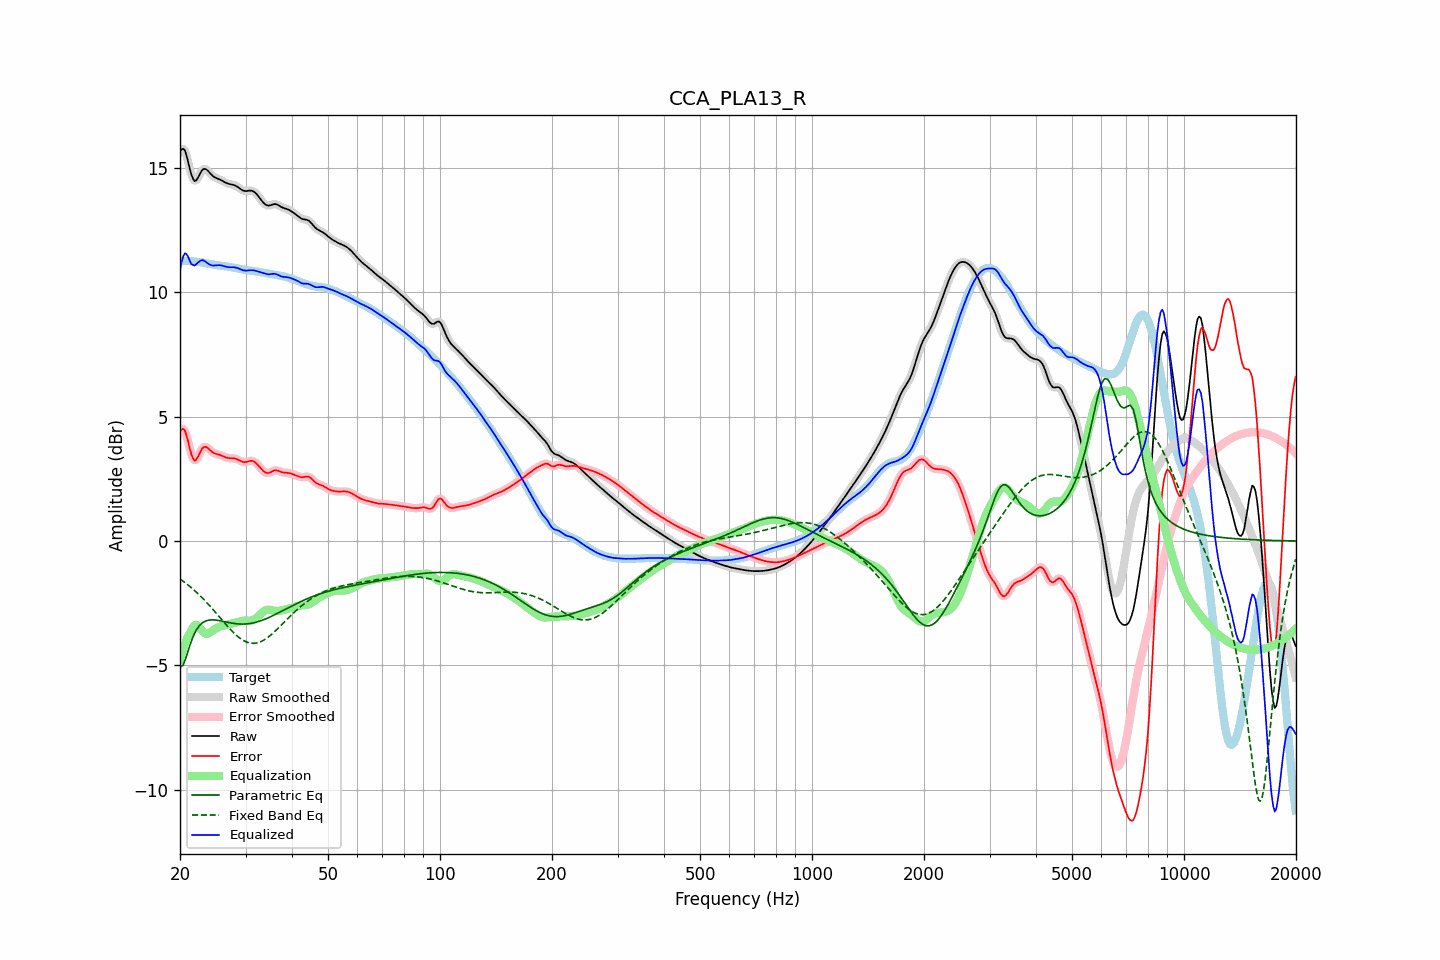 CCA_PLA13_R
Amplitude (dBr)
15
10
5
0
−5
−10
Target
Raw Smoothed
Error Smoothed
Raw
Error
Equalization
Parametric Eq
Fixed Band Eq
Equalized
20 50 100 200 500 1000 2000 5000 10000 20000
Frequency (Hz)